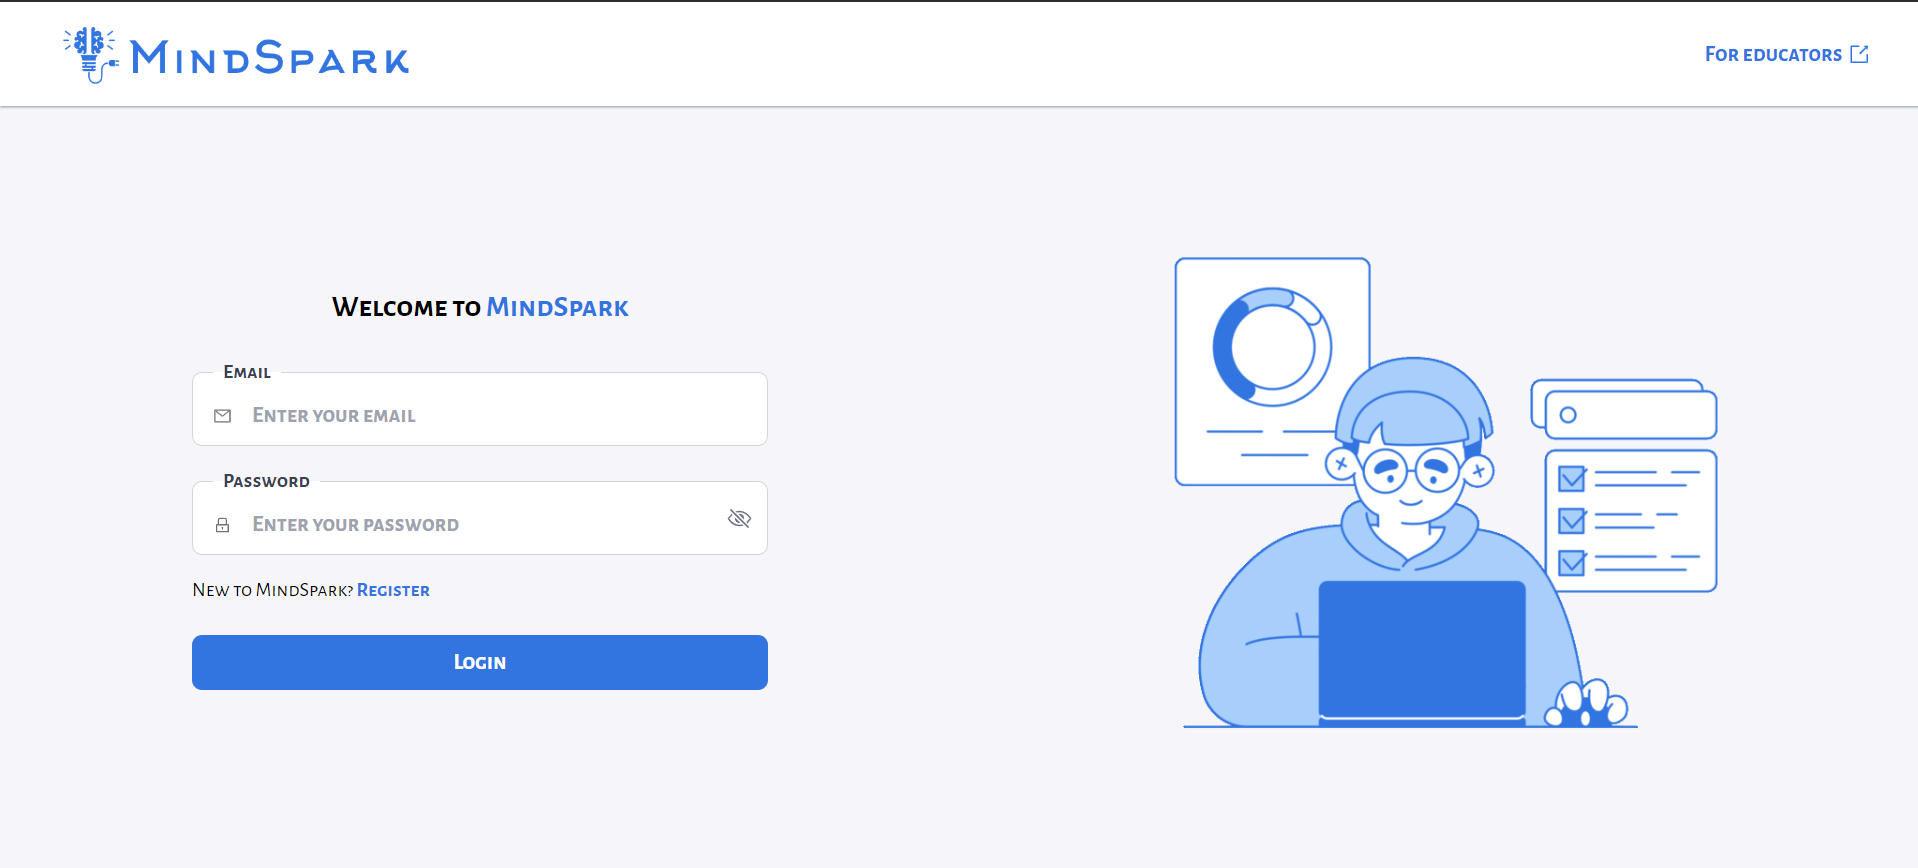 MindSpark
For educators
Welcome to MindSpark
Email
Enter your email
Password
Enter your password
New to MindSpark? Register
Login